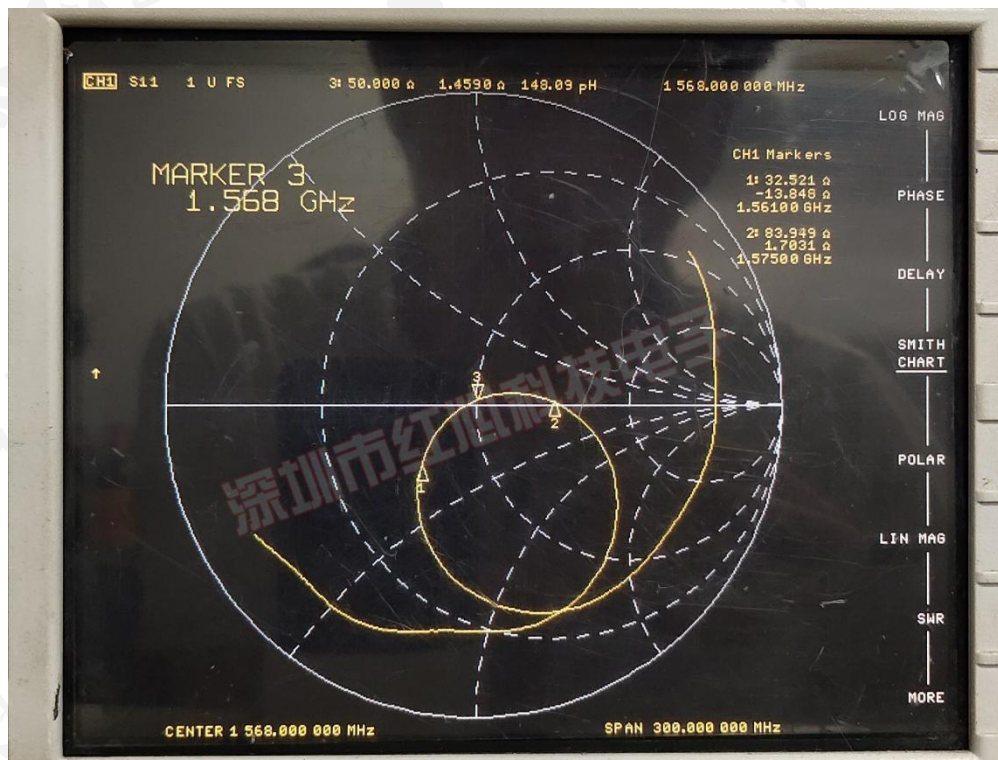 CH1 S11 1 U FS 3: 50.000 Ω 1.4590 Ω 148.09 pH 1 568.000 000 MHz
LOG MAG
MARKER 3
1.568 GHz
CH1 Markers
1: 32.521 Ω
-13.848 Ω
1.56100 GHz
2: 83.949 Ω
1.7031 Ω
1.57500 GHz
PHASE
DELAY
SMITH
CHART
3
2
1
深圳市红旭科技电子
POLAR
LIN MAG
SWR
MORE
CENTER 1 568.000 000 MHz SPAN 300.000 000 MHz